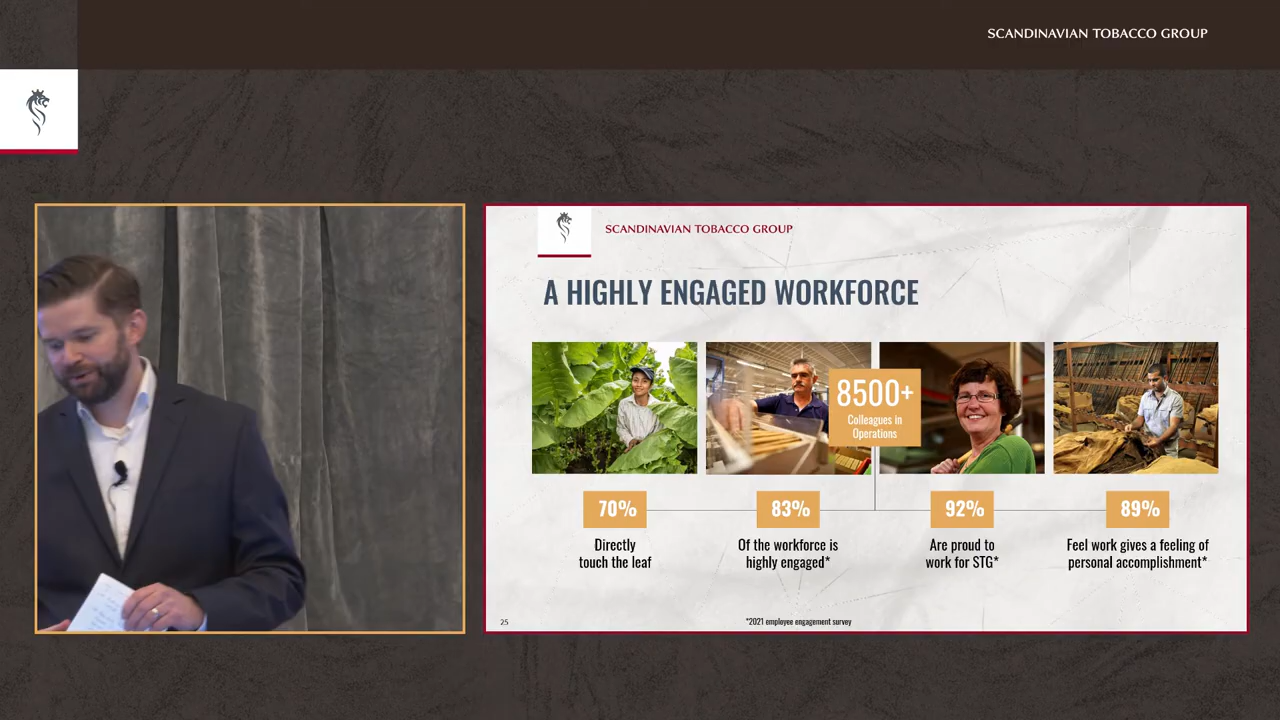 SCANDINAVIAN TOBACCO GROUP
SCANDINAVIAN TOBACCO GROUP
A HIGHLY ENGAGED WORKFORCE
8500+
Colleagues in
Operations
70%
Directly
touch the leaf
83%
Of the workforce is
highly engaged*
92%
Are proud to
work for STG*
89%
Feel work gives a feeling of
personal accomplishment*
25
*2021 employee engagement survey